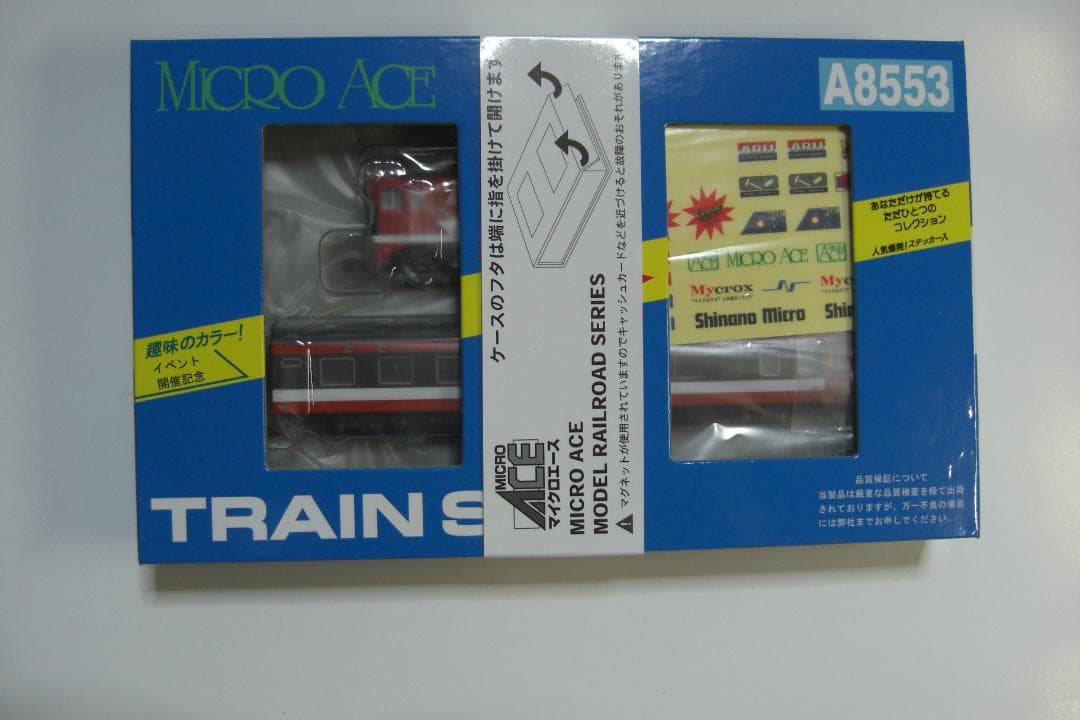 MICRO ACE
A8553
趣味のカラー!
イベント
開催記念
TRAIN S
ケースのフタは端に指を掛けて開けます
MICRO
ACE
マイクロエース
MICRO ACE
MODEL RAILROAD SERIES
マグネットが使用されていますのでキャッシュカードなどを近づけると故障のおそれがあります
ARII
ARII
ACE
MICRO ACE
ACE
Mycrox
Mycro
Shinano Micro
Shin
あなただけが持てる
ただひとつの
コレクション
人気爆発!ステッカー入
品質保証について
当製品は厳重な品質検査を経て出荷
されておりますが、万一不良の場合
には弊社までお申しでください。